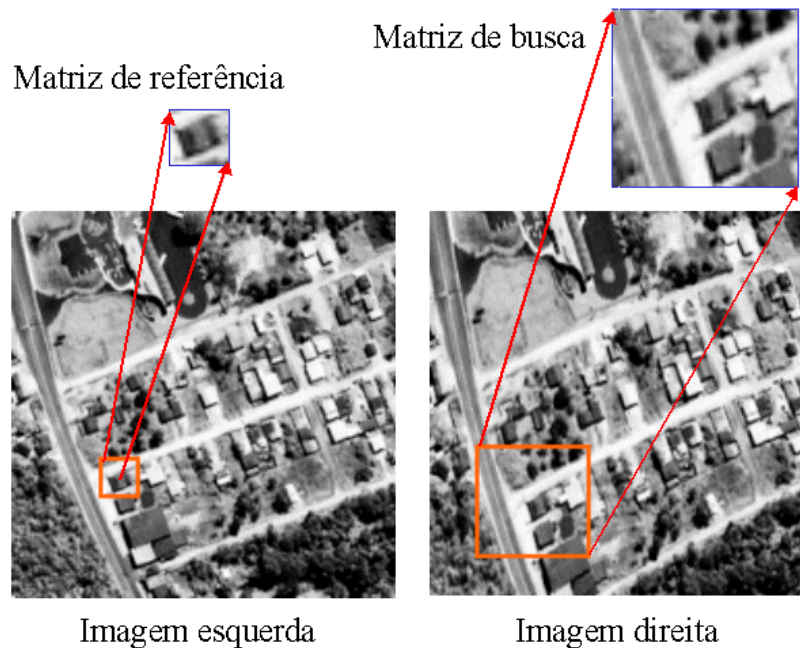 Matriz de busca
Matriz de referência
Imagem esquerda
Imagem direita